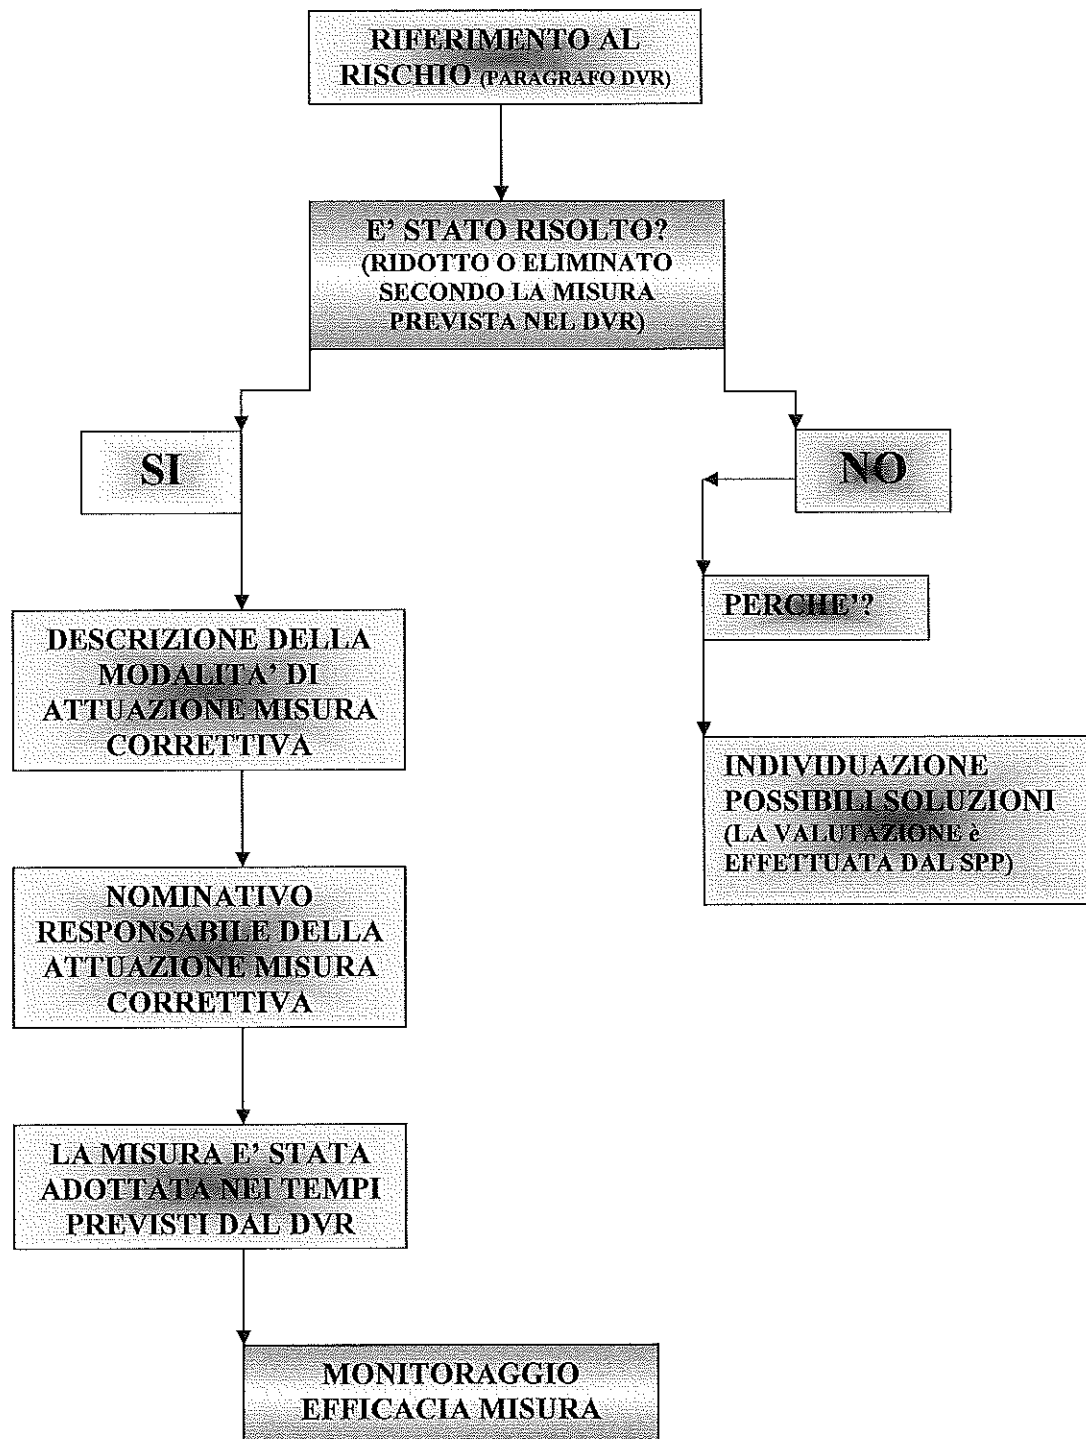 RIFERIMENTO AL
RISCHIO (PARAGRAFO DVR)
E' STATO RISOLTO?
(RIDOTTO O ELIMINATO
SECONDO LA MISURA
PREVISTA NEL DVR)
SI
NO
PERCHE'?
DESCRIZIONE DELLA
MODALITA' DI
ATTUAZIONE MISURA
CORRETTIVA
INDIVIDUAZIONE
POSSIBILI SOLUZIONI
(LA VALUTAZIONE è
EFFETTUATA DAL SPP)
NOMINATIVO
RESPONSABILE DELLA
ATTUAZIONE MISURA
CORRETTIVA
LA MISURA E' STATA
ADOTTATA NEI TEMPI
PREVISTI DAL DVR
MONITORAGGIO
EFFICACIA MISURA